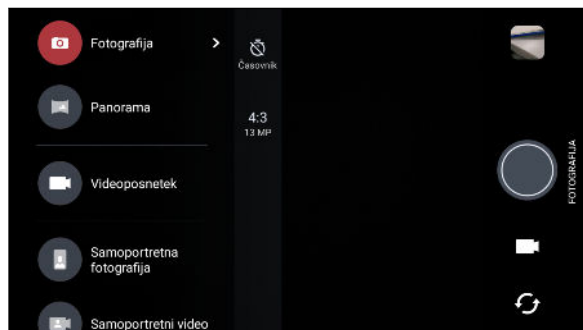 Fotografija
Panorama
Videoposnetek
Samoportretna
fotografija
Samoportretni video
Časovnik
4:3
13 MP
FOTOGRAFIJA